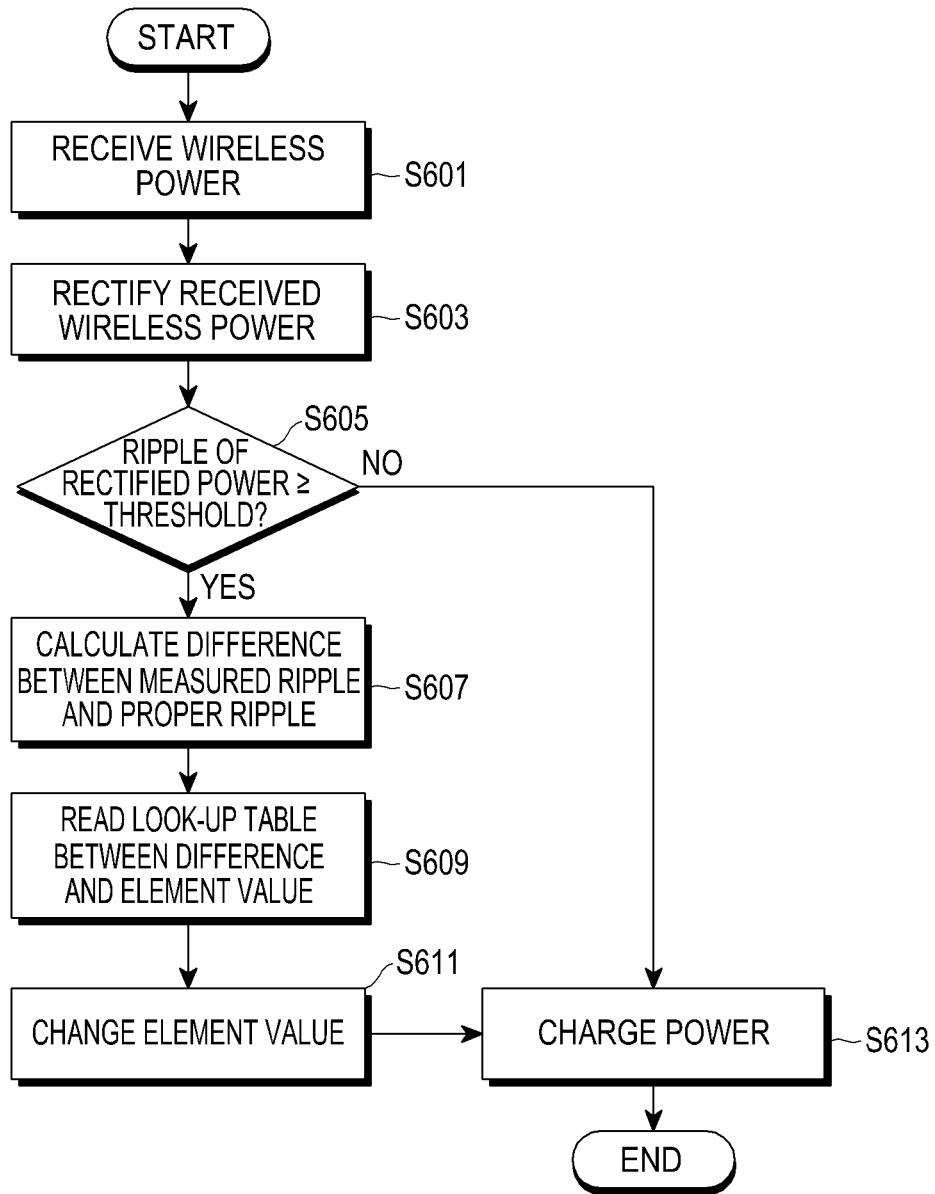 START
RECEIVE WIRELESS
POWER
S601
RECTIFY RECEIVED
WIRELESS POWER
S603
S605
RIPPLE OF
RECTIFIED POWER ≥
THRESHOLD?
NO
YES
CALCULATE DIFFERENCE
BETWEEN MEASURED RIPPLE
AND PROPER RIPPLE
S607
READ LOOK-UP TABLE
BETWEEN DIFFERENCE
AND ELEMENT VALUE
S609
S611
CHANGE ELEMENT VALUE
CHARGE POWER
S613
END